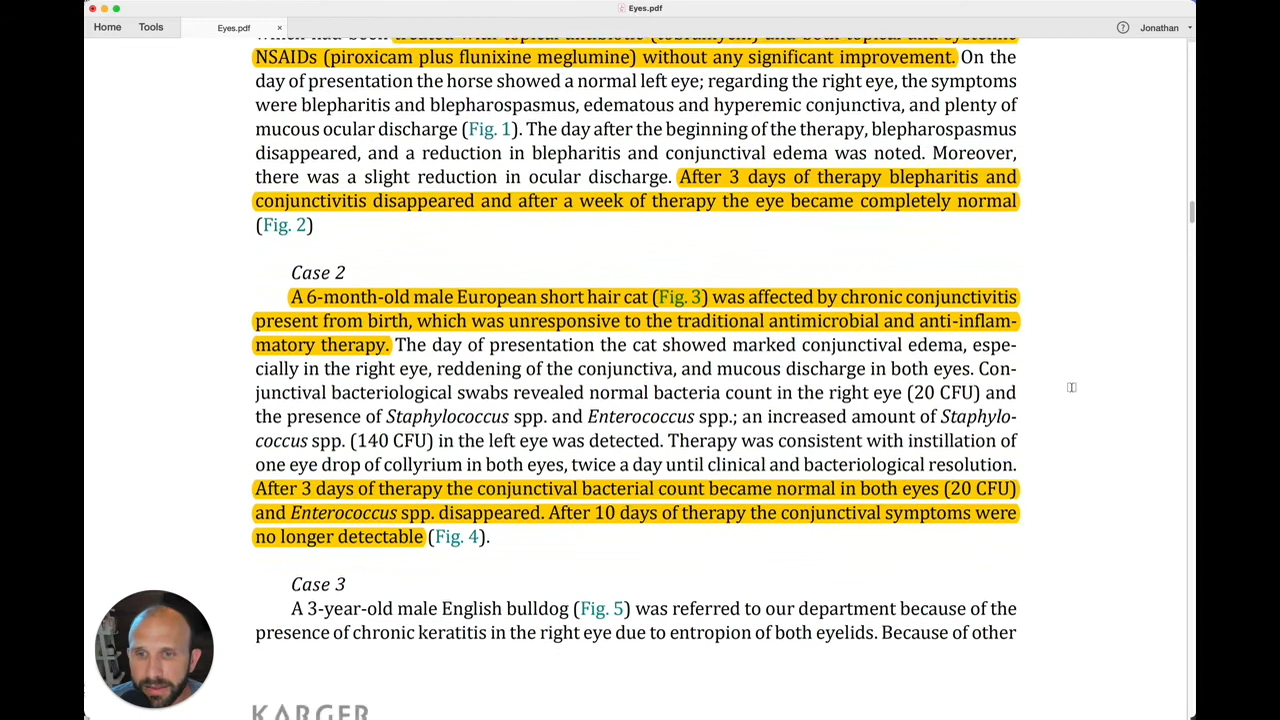 Eyes.pdf
Home Tools Eyes.pdf × ? Jonathan
NSAIDs (piroxicam plus flunixine meglumine) without any significant improvement. On the
day of presentation the horse showed a normal left eye; regarding the right eye, the symptoms
were blepharitis and blepharospasmus, edematous and hyperemic conjunctiva, and plenty of
mucous ocular discharge (Fig. 1). The day after the beginning of the therapy, blepharospasmus
disappeared, and a reduction in blepharitis and conjunctival edema was noted. Moreover,
there was a slight reduction in ocular discharge. After 3 days of therapy blepharitis and
conjunctivitis disappeared and after a week of therapy the eye became completely normal
(Fig. 2)
Case 2
A 6-month-old male European short hair cat (Fig. 3) was affected by chronic conjunctivitis
present from birth, which was unresponsive to the traditional antimicrobial and anti-inflam-
matory therapy. The day of presentation the cat showed marked conjunctival edema, espe-
cially in the right eye, reddening of the conjunctiva, and mucous discharge in both eyes. Con-
junctival bacteriological swabs revealed normal bacteria count in the right eye (20 CFU) and
the presence of Staphylococcus spp. and Enterococcus spp.; an increased amount of Staphylo-
coccus spp. (140 CFU) in the left eye was detected. Therapy was consistent with instillation of
one eye drop of collyrium in both eyes, twice a day until clinical and bacteriological resolution.
After 3 days of therapy the conjunctival bacterial count became normal in both eyes (20 CFU)
and Enterococcus spp. disappeared. After 10 days of therapy the conjunctival symptoms were
no longer detectable (Fig. 4).
Case 3
A 3-year-old male English bulldog (Fig. 5) was referred to our department because of the
presence of chronic keratitis in the right eye due to entropion of both eyelids. Because of other
KARGER